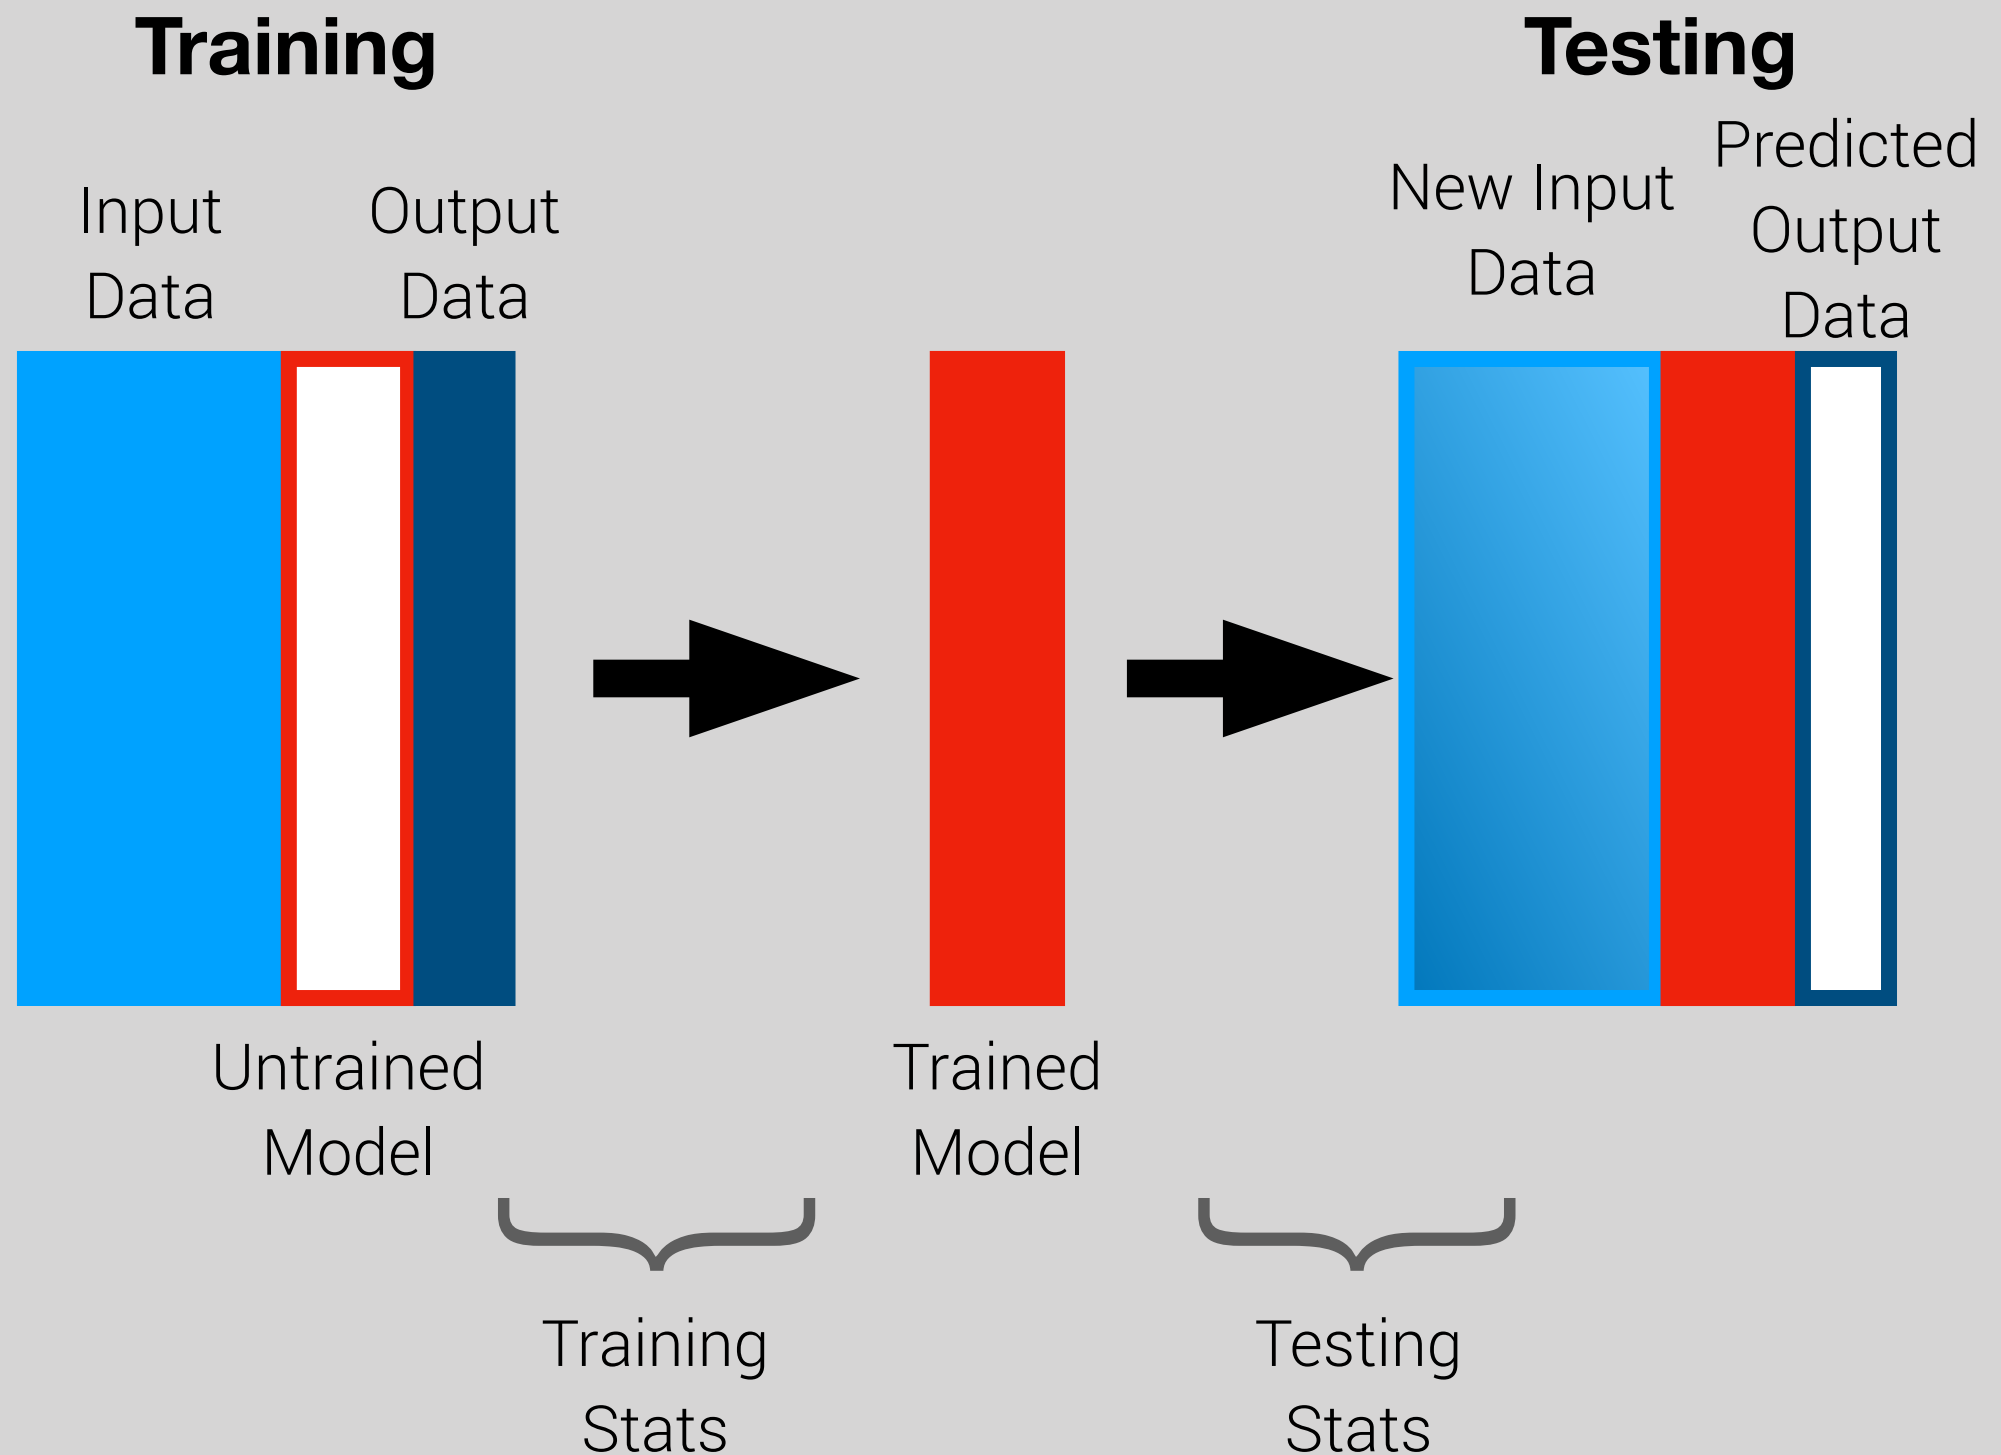 Training
Testing
Input
Data
Output
Data
New Input
Data
Predicted
Output
Data
Untrained
Model
Trained
Model
Training
Stats
Testing
Stats